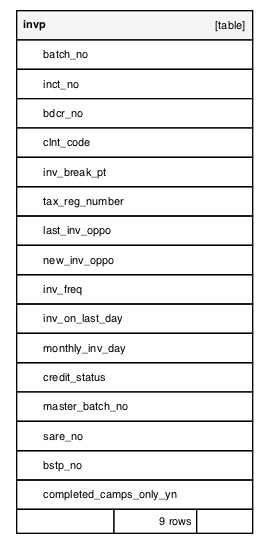 invp [table]
batch_no
inct_no
bdcr_no
clnt_code
inv_break_pt
tax_reg_number
last_inv_oppo
new_inv_oppo
inv_freq
inv_on_last_day
monthly_inv_day
credit_status
master_batch_no
sare_no
bstp_no
completed_camps_only_yn
9 rows